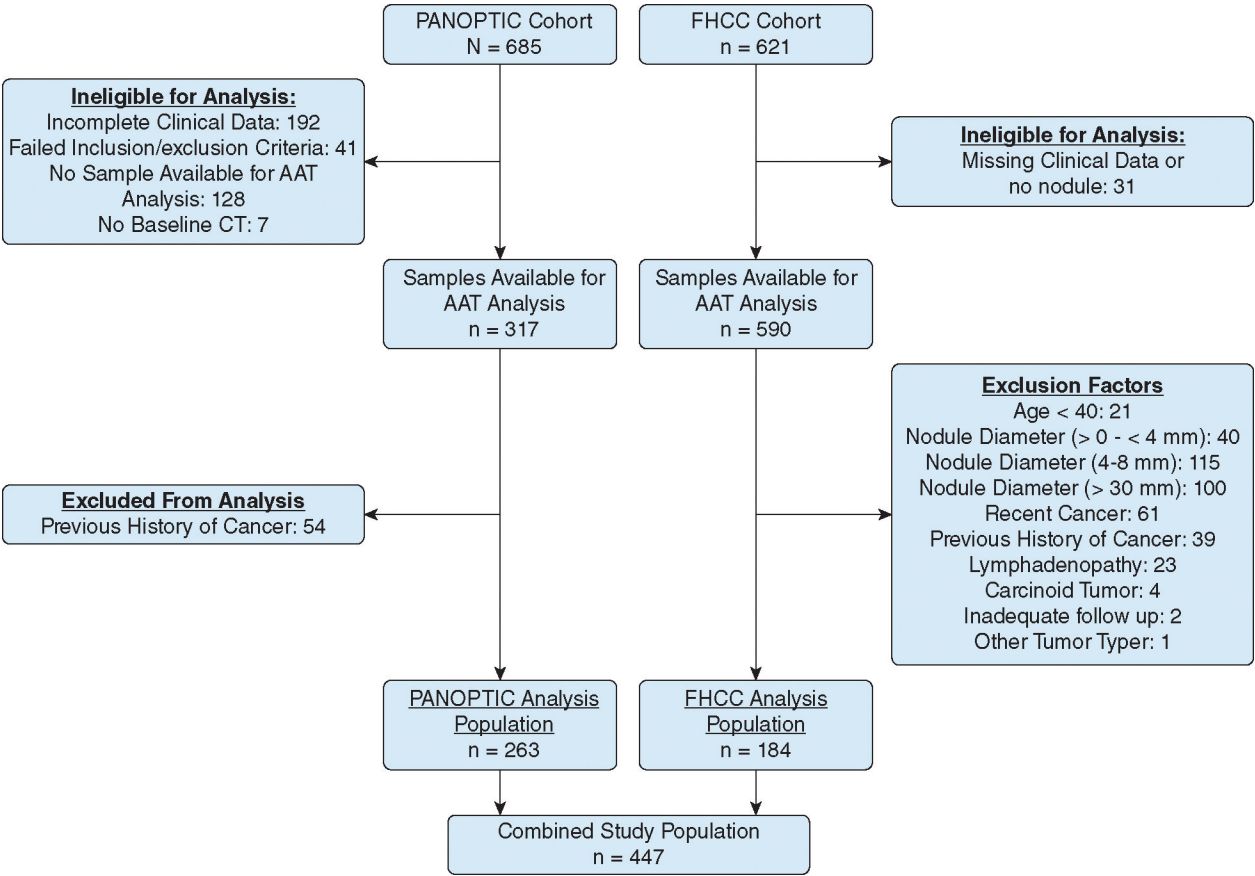 PANOPTIC Cohort
N = 685
FHCC Cohort
n = 621
Ineligible for Analysis:
Incomplete Clinical Data: 192
Failed Inclusion/exclusion Criteria: 41
No Sample Available for AAT
Analysis: 128
No Baseline CT: 7
Ineligible for Analysis:
Missing Clinical Data or
no nodule: 31
Samples Available for
AAT Analysis
n = 317
Samples Available for
AAT Analysis
n = 590
Exclusion Factors
Age < 40: 21
Nodule Diameter (> 0 - < 4 mm): 40
Nodule Diameter (4-8 mm): 115
Nodule Diameter (> 30 mm): 100
Recent Cancer: 61
Previous History of Cancer: 39
Lymphadenopathy: 23
Carcinoid Tumor: 4
Inadequate follow up: 2
Other Tumor Typer: 1
Excluded From Analysis
Previous History of Cancer: 54
PANOPTIC Analysis
Population
n = 263
FHCC Analysis
Population
n = 184
Combined Study Population
n = 447